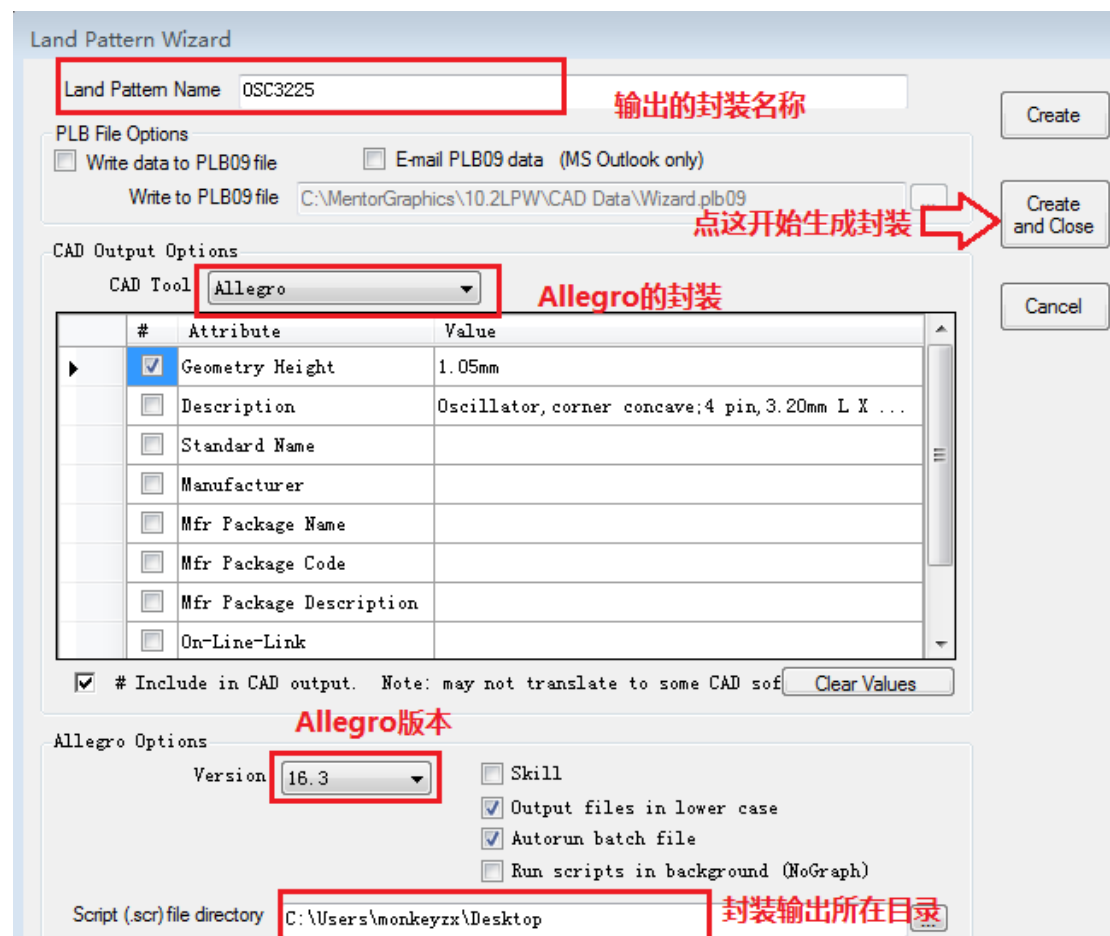 Land Pattern Wizard
Land Pattern Name OSC3225
输出的封装名称
Create
PLB File Options
Write data to PLB09 file E-mail PLB09 data (MS Outlook only)
Write to PLB09 file C:\MentorGraphics\10.2LPW\CAD Data\Wizard.plb09 ...
点这开始生成封装
Create and Close
CAD Output Options
CAD Tool Allegro
Allegro的封装
Cancel
# Attribute Value
Geometry Height 1.05mm
Description Oscillator,corner concave;4 pin,3.20mm L X ...
Standard Name
Manufacturer
Mfr Package Name
Mfr Package Code
Mfr Package Description
On-Line-Link
# Include in CAD output. Note: may not translate to some CAD sof Clear Values
Allegro版本
Allegro Options
Version 16.3
Skill
Output files in lower case
Autorun batch file
Run scripts in background (NoGraph)
Script (.scr) file directory C:\Users\monkeyzx\Desktop
封装输出所在目录
...